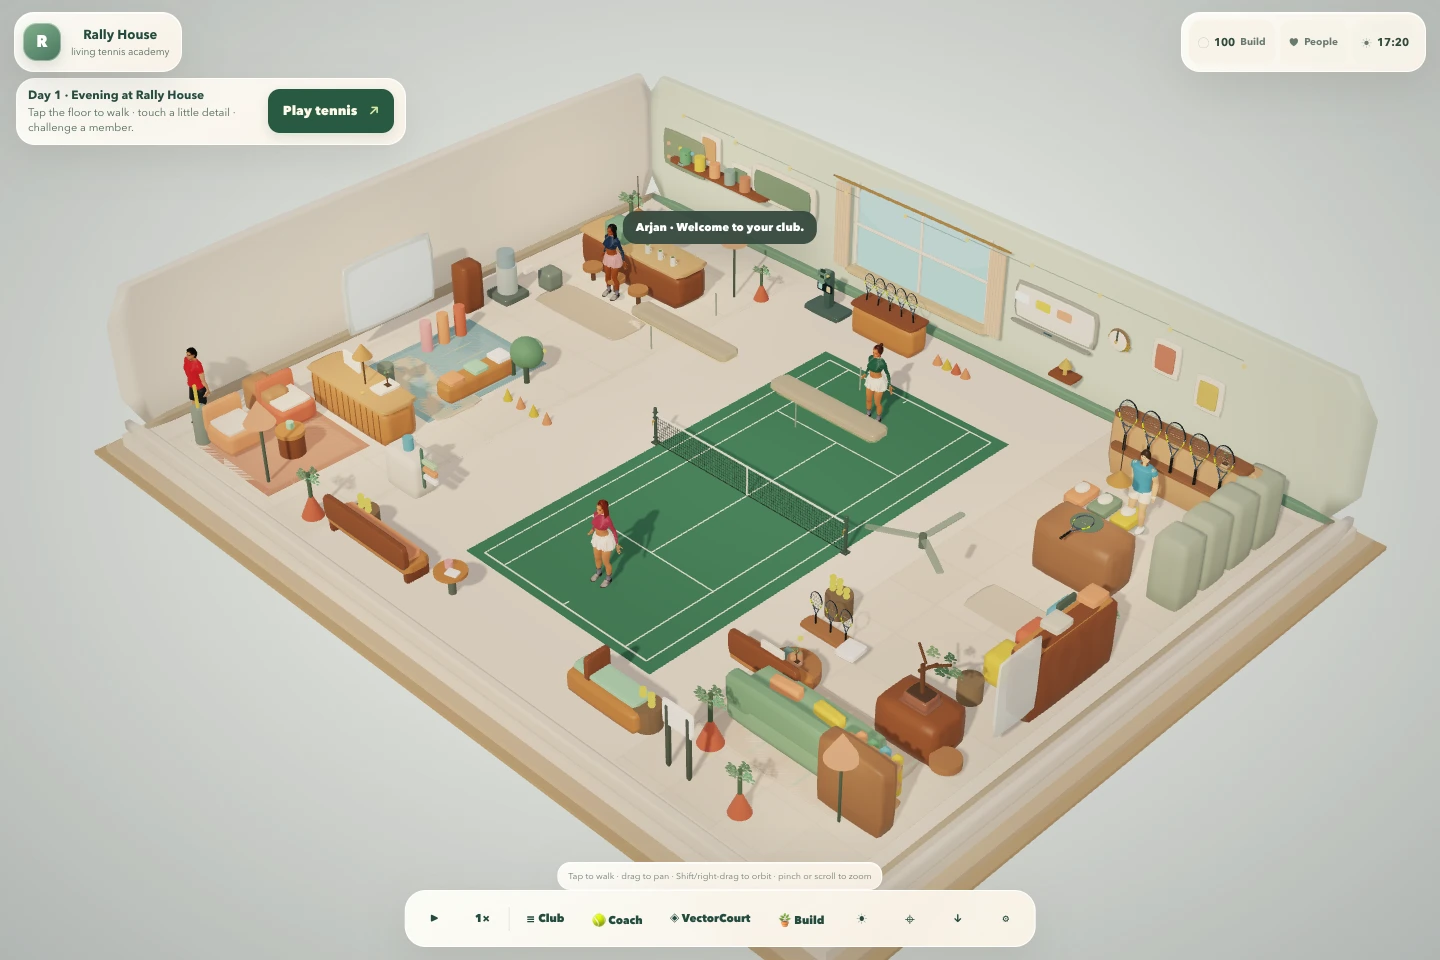 R
Rally House
living tennis academy
100 Build
People
17:20
Day 1 · Evening at Rally House
Tap the floor to walk · touch a little detail ·
challenge a member.
Play tennis ↗
Arjan · Welcome to your club.
Tap to walk · drag to pan · Shift/right-drag to orbit · pinch or scroll to zoom
1×
Club
Coach
VectorCourt
Build